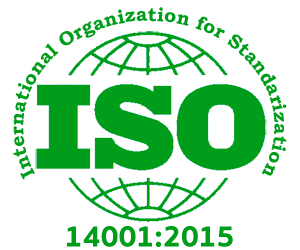 International Organization for Standarization
ISO
14001:2015